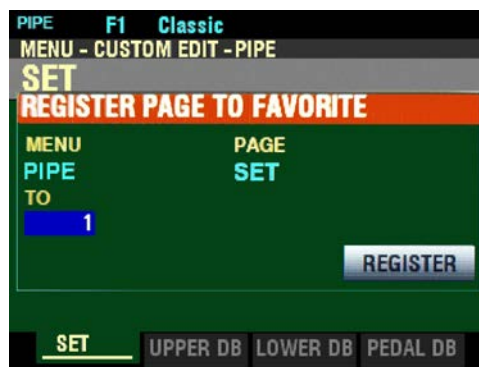 PIPE F1 Classic
MENU - CUSTOM EDIT - PIPE
SET
REGISTER PAGE TO FAVORITE
MENU PAGE
PIPE SET
TO
1
REGISTER
SET UPPER DB LOWER DB PEDAL DB